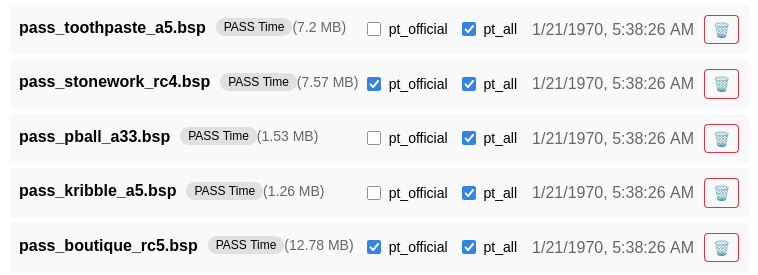 pass_toothpaste_a5.bsp PASS Time (7.2 MB) pt_official pt_all 1/21/1970, 5:38:26 AM
pass_stonework_rc4.bsp PASS Time (7.57 MB) pt_official pt_all 1/21/1970, 5:38:26 AM
pass_pball_a33.bsp PASS Time (1.53 MB) pt_official pt_all 1/21/1970, 5:38:26 AM
pass_kribble_a5.bsp PASS Time (1.26 MB) pt_official pt_all 1/21/1970, 5:38:26 AM
pass_boutique_rc5.bsp PASS Time (12.78 MB) pt_official pt_all 1/21/1970, 5:38:26 AM